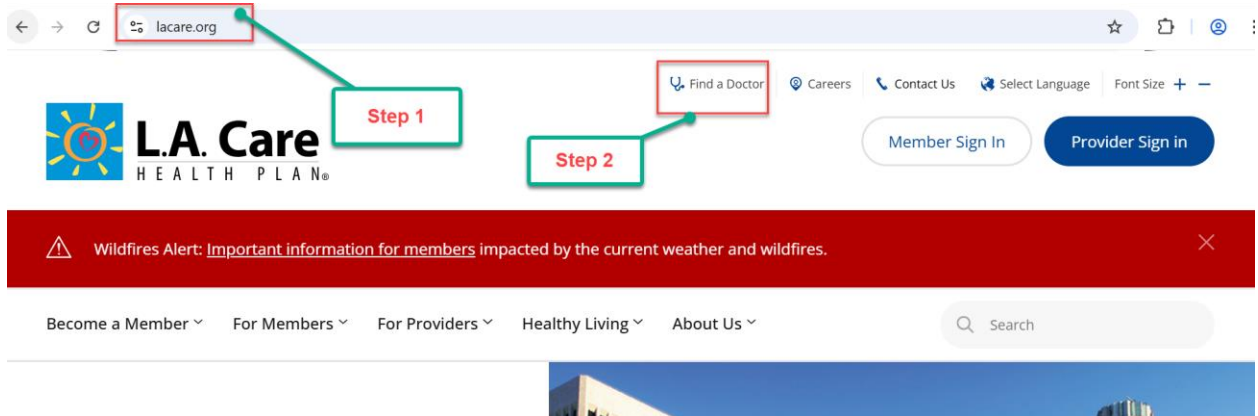 lacare.org
Step 1
Find a Doctor
Careers
Contact Us
Select Language
Font Size + −
Step 2
L.A. Care
HEALTH PLAN®
Member Sign In
Provider Sign in
Wildfires Alert: Important information for members impacted by the current weather and wildfires.
Become a Member
For Members
For Providers
Healthy Living
About Us
Search